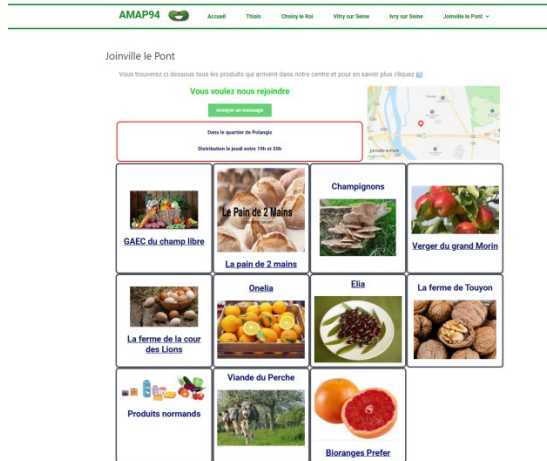 AMAP94
Accueil
Thiais
Choisy le Roi
Vitry sur Seine
Ivry sur Seine
Joinville le Pont
Joinville le Pont
Vous trouverez ci dessous tous les produits qui arrivent dans notre centre et pour en savoir plus cliquez ici
Vous voulez nous rejoindre
envoyer un message
Dans le quartier de Polangis
Distribution le jeudi entre 19h et 20h
GAEC du champ libre
Le Pain de 2 Mains
La pain de 2 mains
Champignons
Verger du grand Morin
La ferme de la cour
des Lions
Onelia
Elia
La ferme de Touyon
Produits normands
Viande du Perche
Bioranges Prefer